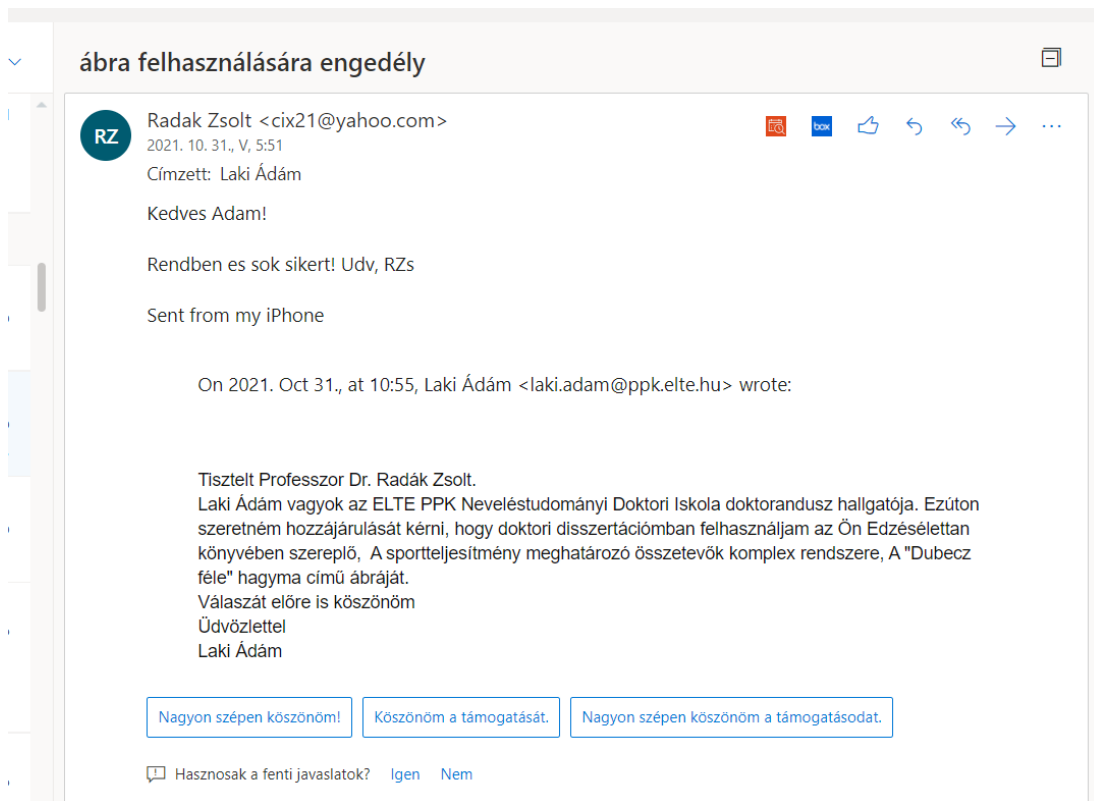 ábra felhasználására engedély
RZ
Radak Zsolt <cix21@yahoo.com>
box
2021. 10. 31., V, 5:51
Címzett: Laki Ádám
Kedves Adam!
Rendben es sok sikert! Udv, RZs
Sent from my iPhone
On 2021. Oct 31., at 10:55, Laki Ádám <laki.adam@ppk.elte.hu> wrote:
Tisztelt Professzor Dr. Radák Zsolt.
Laki Ádám vagyok az ELTE PPK Neveléstudományi Doktori Iskola doktorandusz hallgatója. Ezúton
szeretném hozzájárulását kérni, hogy doktori disszertációmban felhasználjam az Ön Edzésélettan
könyvében szereplő,  A sportteljesítmény meghatározó összetevők komplex rendszere, A "Dubecz
féle" hagyma című ábráját.
Válaszát előre is köszönöm
Üdvözlettel
Laki Ádám
Nagyon szépen köszönöm!
Köszönöm a támogatását.
Nagyon szépen köszönöm a támogatásodat.
Hasznosak a fenti javaslatok? Igen Nem